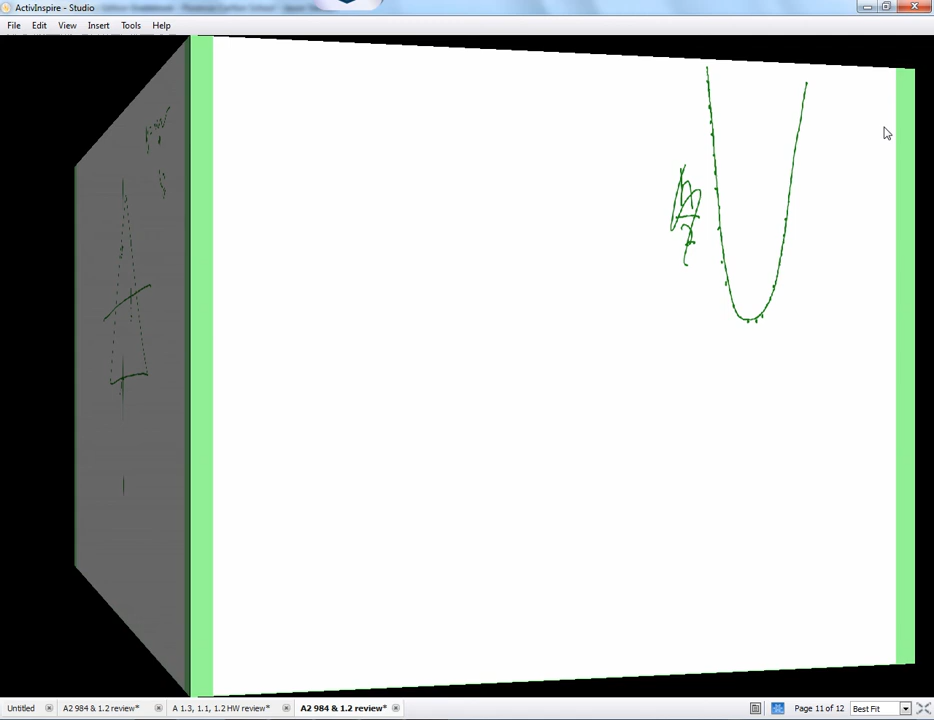 ActivInspire - Studio
File Edit View Insert Tools Help
Untitled A2 984 & 1.2 review* A 1.3, 1.1, 1.2 HW review* A2 984 & 1.2 review* Page 11 of 12 Best Fit